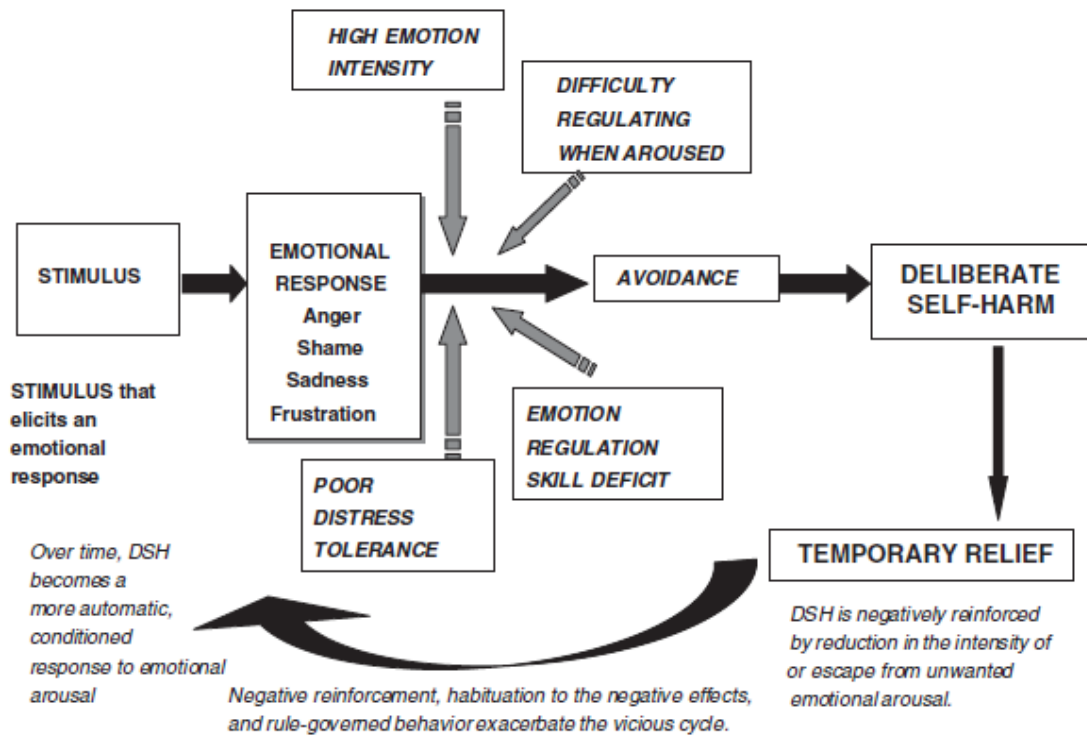 HIGH EMOTION
INTENSITY
DIFFICULTY
REGULATING
WHEN AROUSED
STIMULUS
EMOTIONAL
RESPONSE
Anger
Shame
Sadness
Frustration
AVOIDANCE
DELIBERATE
SELF-HARM
STIMULUS that
elicits an
emotional
response
EMOTION
REGULATION
SKILL DEFICIT
POOR
DISTRESS
TOLERANCE
TEMPORARY RELIEF
DSH is negatively reinforced
by reduction in the intensity of
or escape from unwanted
emotional arousal.
Over time, DSH
becomes a
more automatic,
conditioned
response to emotional
arousal
Negative reinforcement, habituation to the negative effects,
and rule-governed behavior exacerbate the vicious cycle.